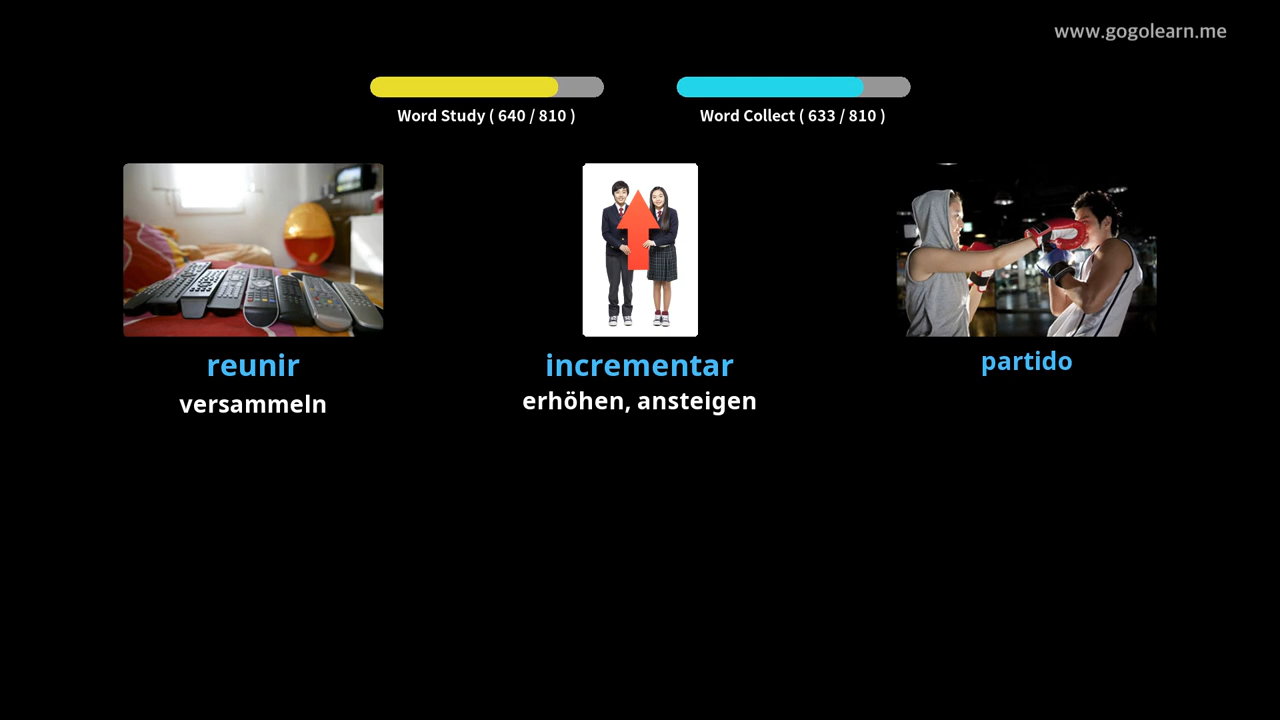 www.gogolearn.me
Word Study ( 640 / 810 )
Word Collect ( 633 / 810 )
reunir
versammeln
incrementar
erhöhen, ansteigen
partido